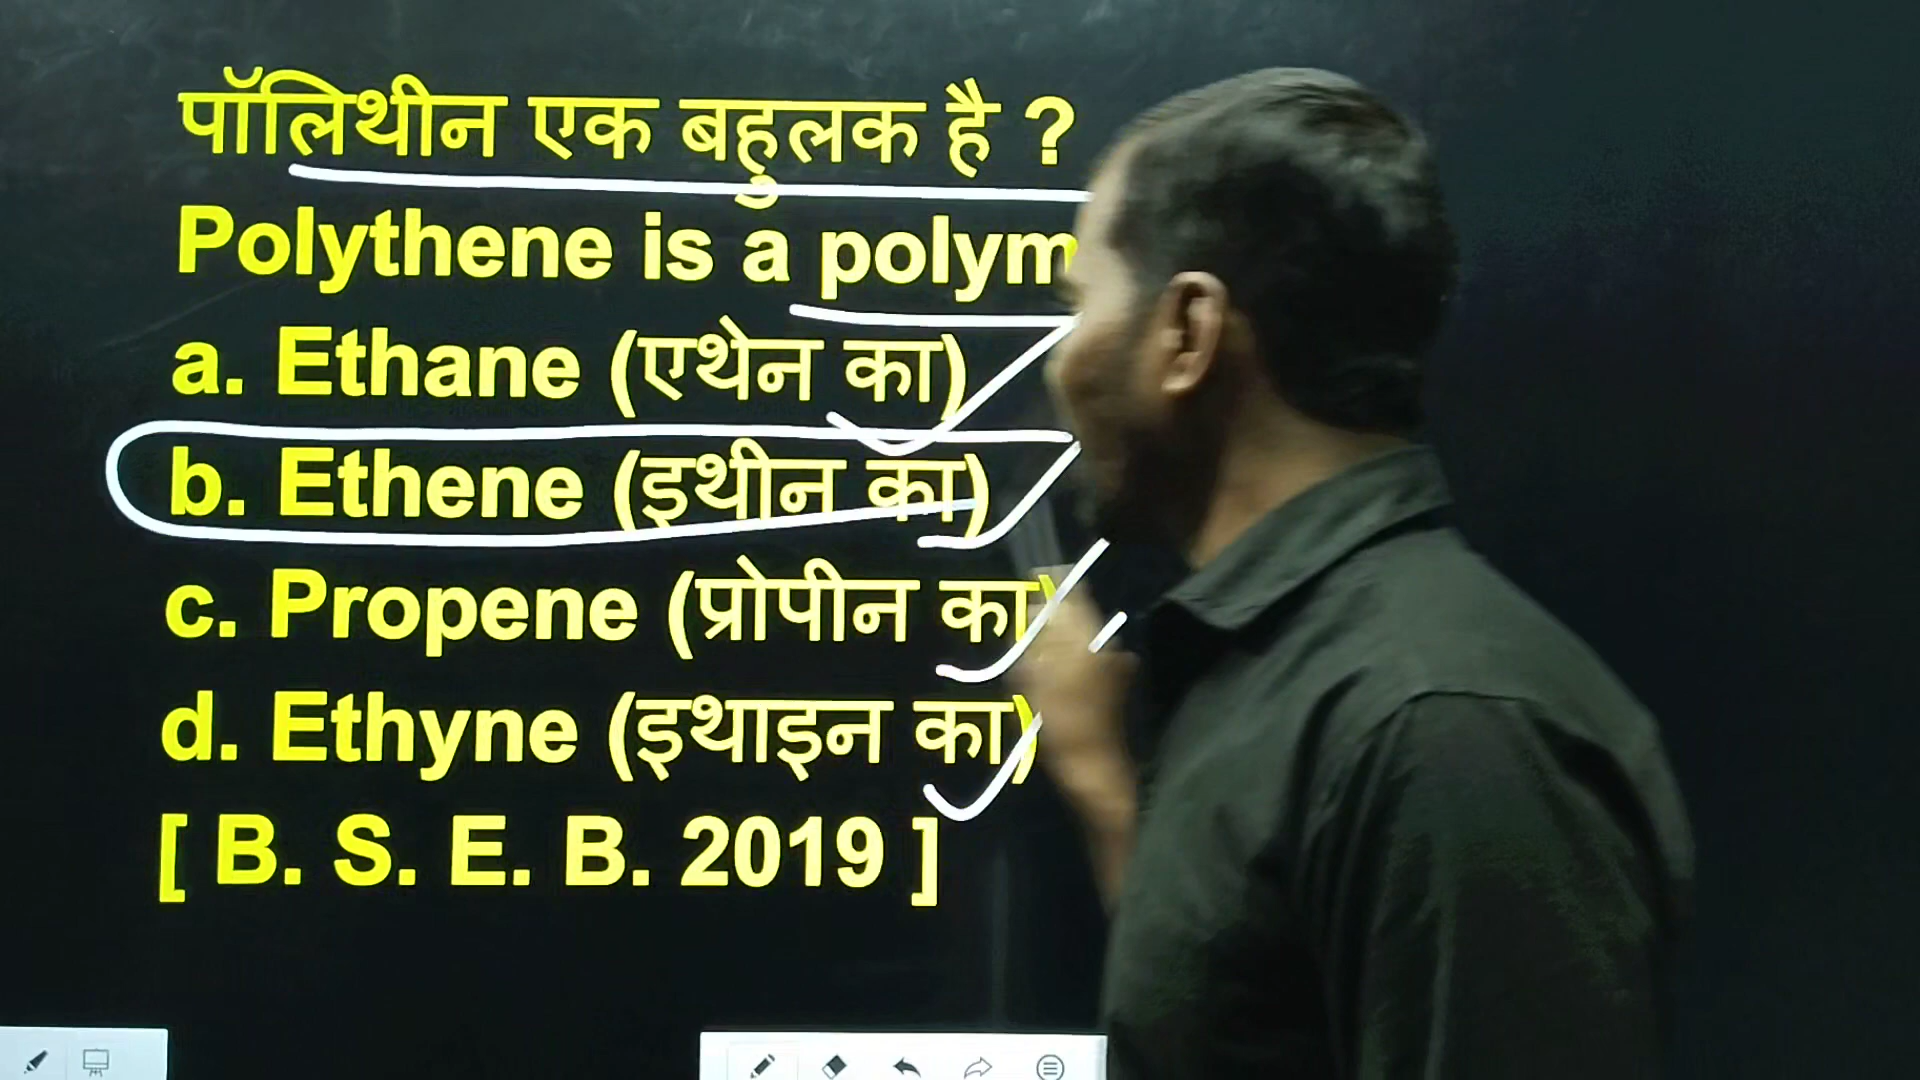 पॉलिथीन एक बहुलक है ?
Polythene is a polym
a. Ethane (एथेन का)
b. Ethene (इथीन का)
c. Propene (प्रोपीन का)
d. Ethyne (इथाइन का)
[ B. S. E. B. 2019 ]